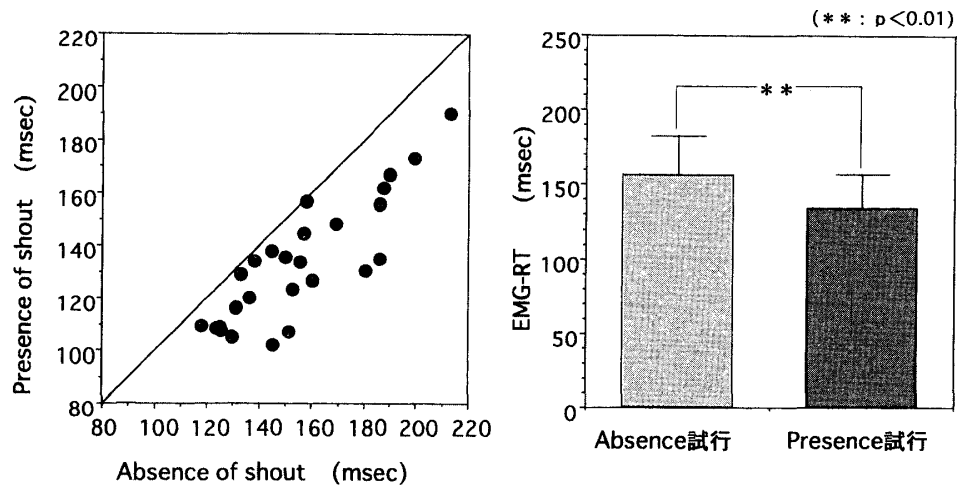 (**: p<0.01)
220
200
180
160
140
120
100
80
Presence of shout (msec)
80 100 120 140 160 180 200 220
Absence of shout (msec)
250
200
150
100
50
0
EMG-RT (msec)
**
Absence試行 Presence試行